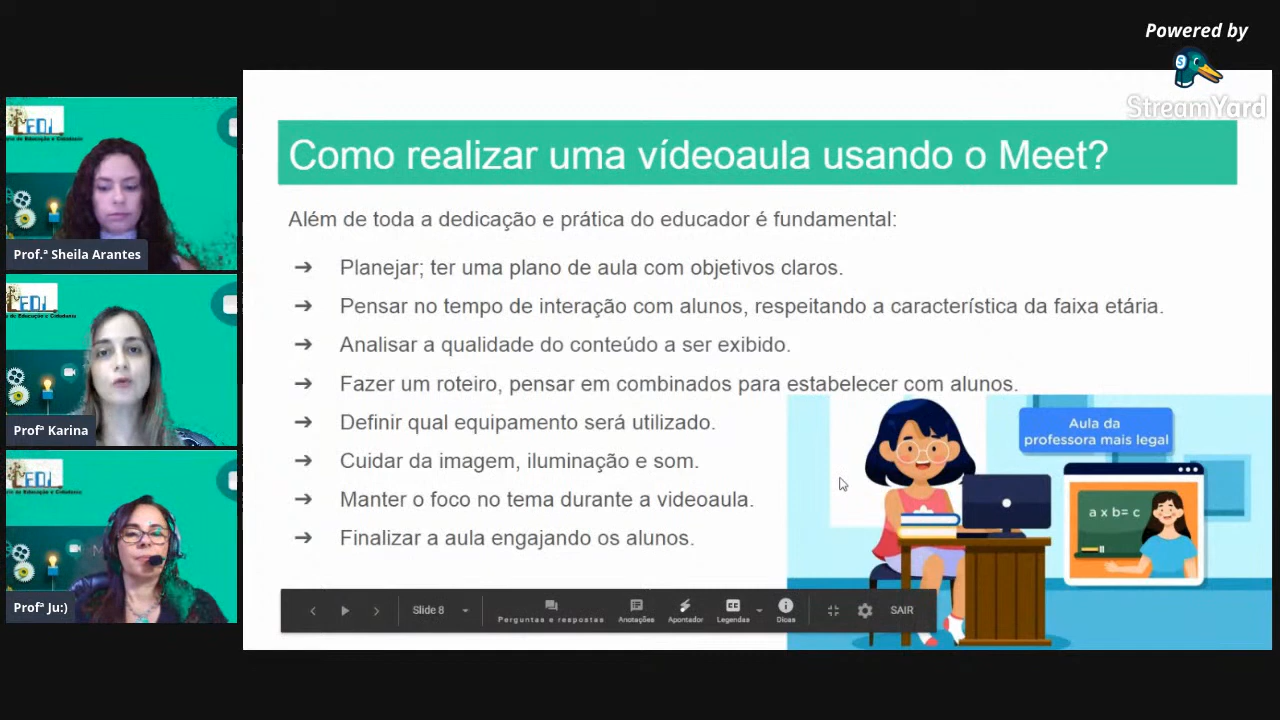 Powered by
StreamYard
Prof.ª Sheila Arantes
Profª Karina
Profª Ju:)
Como realizar uma vídeoaula usando o Meet?
Além de toda a dedicação e prática do educador é fundamental:
➔ Planejar; ter uma plano de aula com objetivos claros.
➔ Pensar no tempo de interação com alunos, respeitando a característica da faixa etária.
➔ Analisar a qualidade do conteúdo a ser exibido.
➔ Fazer um roteiro, pensar em combinados para estabelecer com alunos.
➔ Definir qual equipamento será utilizado.
➔ Cuidar da imagem, iluminação e som.
➔ Manter o foco no tema durante a videoaula.
➔ Finalizar a aula engajando os alunos.
Aula da
professora mais legal
a x b= c
Slide 8
Perguntas e respostas
Anotações
Apontador
Legendas
Dicas
SAIR